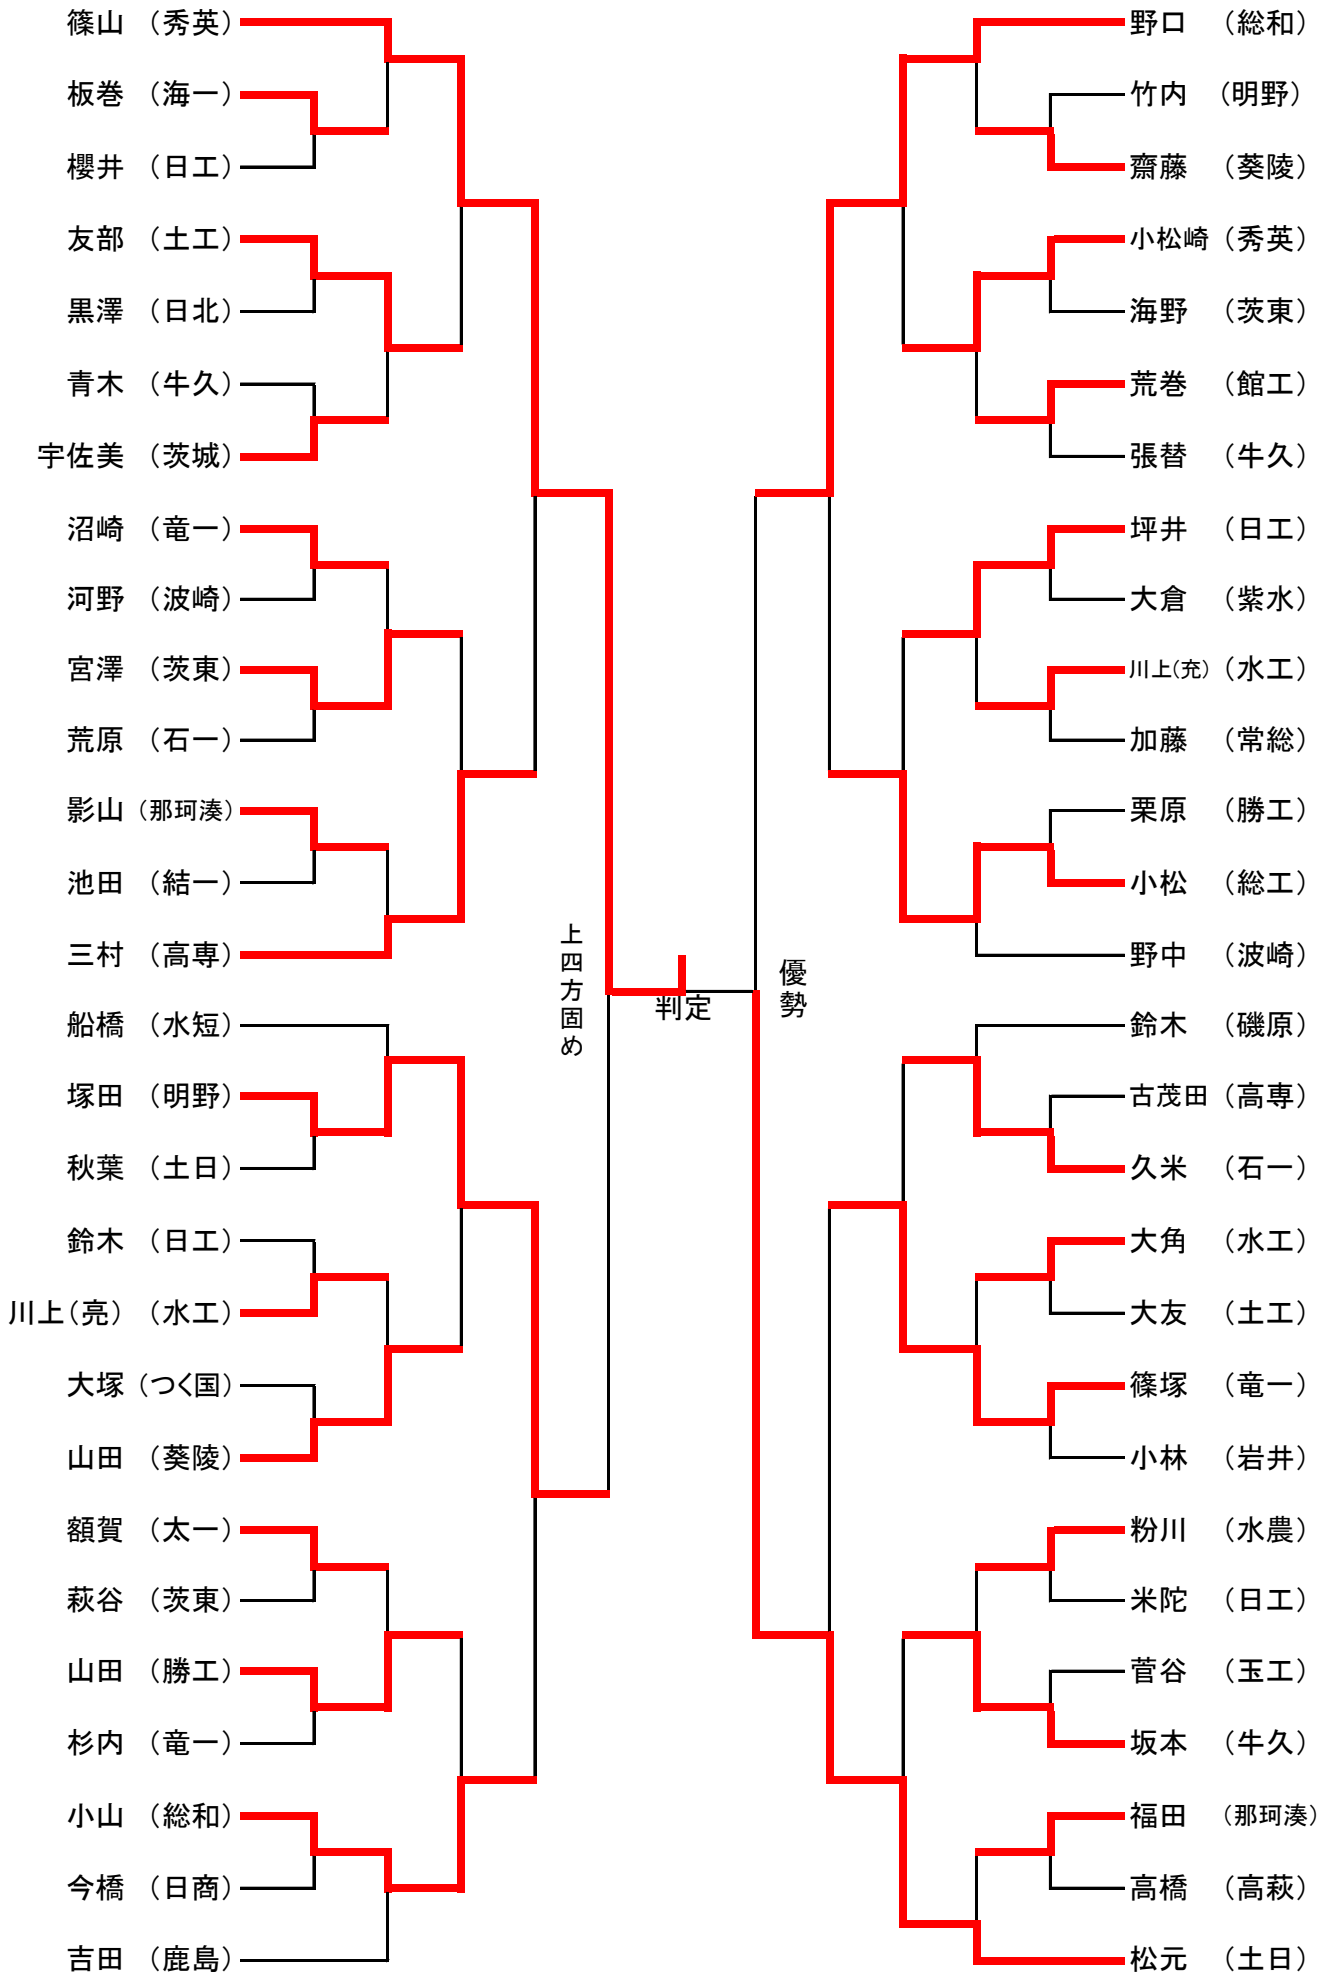 篠山 （秀英）
板巻 （海一）
櫻井 （日工）
友部 （土工）
黒澤 （日北）
青木 （牛久）
宇佐美 （茨城）
沼崎 （竜一）
河野 （波崎）
宮澤 （茨東）
荒原 （石一）
影山 （那珂湊）
池田 （結一）
三村 （高専）
船橋 （水短）
塚田 （明野）
秋葉 （土日）
鈴木 （日工）
川上（亮） （水工）
大塚 （つく国）
山田 （葵陵）
額賀 （太一）
萩谷 （茨東）
山田 （勝工）
杉内 （竜一）
小山 （総和）
今橋 （日商）
吉田 （鹿島）
上四方固め
判定
優勢
野口 （総和）
竹内 （明野）
齋藤 （葵陵）
小松崎 （秀英）
海野 （茨東）
荒巻 （館工）
張替 （牛久）
坪井 （日工）
大倉 （紫水）
川上（充） （水工）
加藤 （常総）
栗原 （勝工）
小松 （総工）
野中 （波崎）
鈴木 （磯原）
古茂田 （高専）
久米 （石一）
大角 （水工）
大友 （土工）
篠塚 （竜一）
小林 （岩井）
粉川 （水農）
米陀 （日工）
菅谷 （玉工）
坂本 （牛久）
福田 （那珂湊）
高橋 （高萩）
松元 （土日）